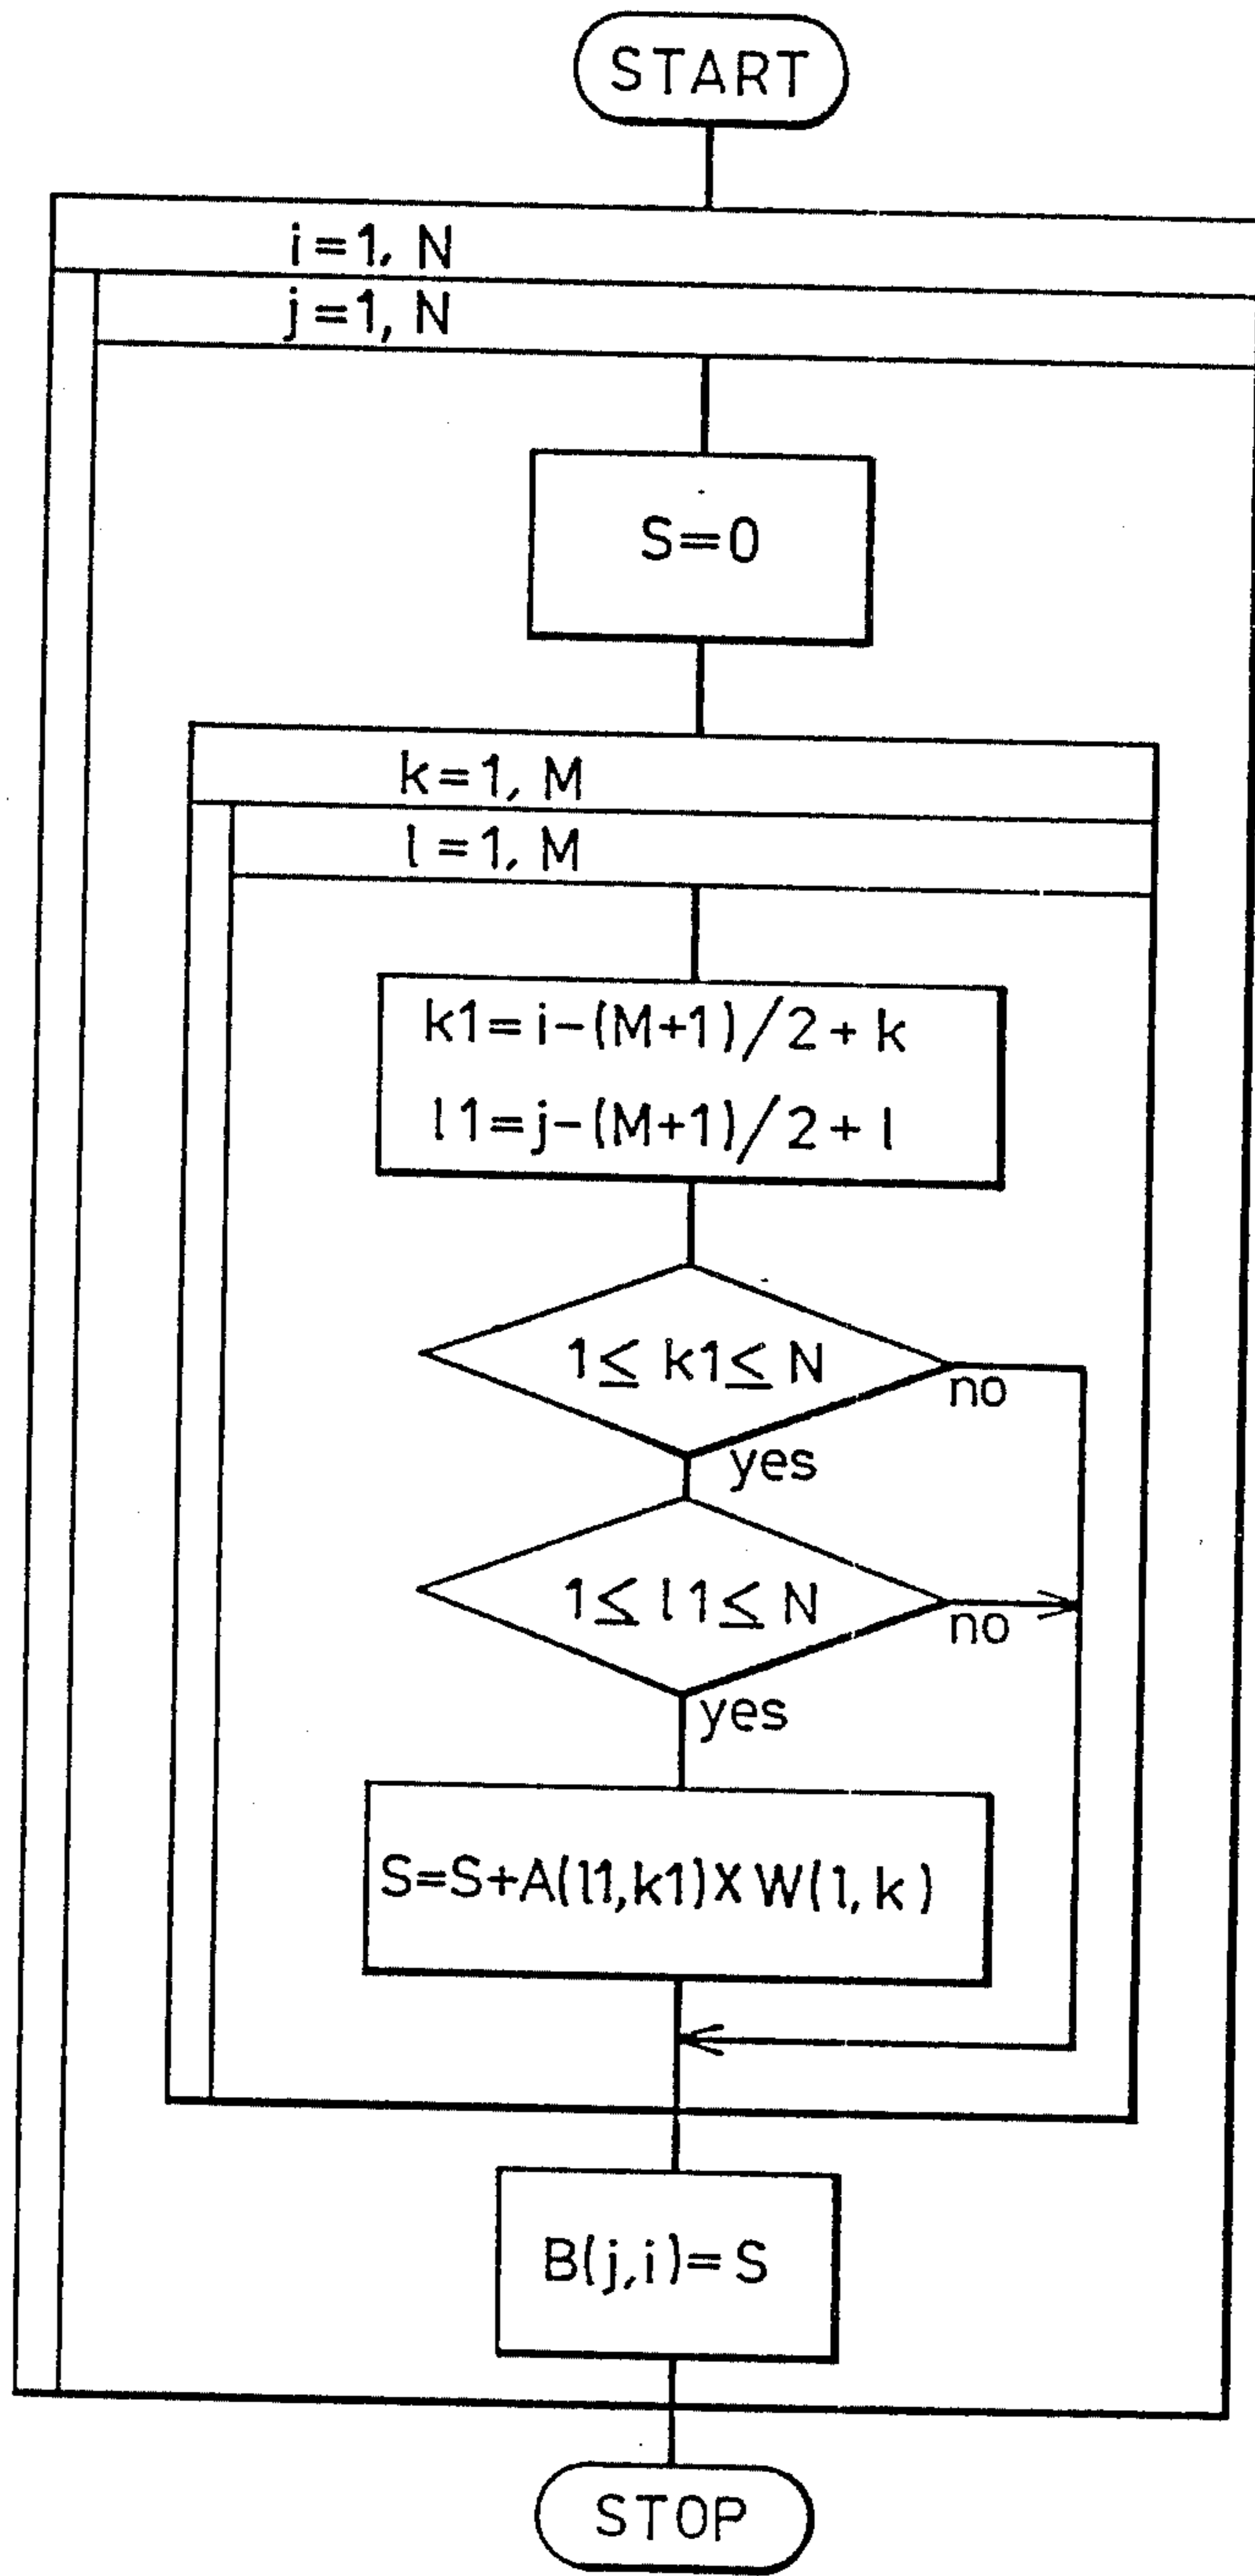 START
i=1, N
j=1, N
S=0
k=1, M
l=1, M
k1=i-(M+1)/2+k
l1=j-(M+1)/2+l
1≤ k1≤ N
no
yes
1≤ l1≤ N
no
yes
S=S+A(l1,k1)×W(l,k)
B(j,i)=S
STOP